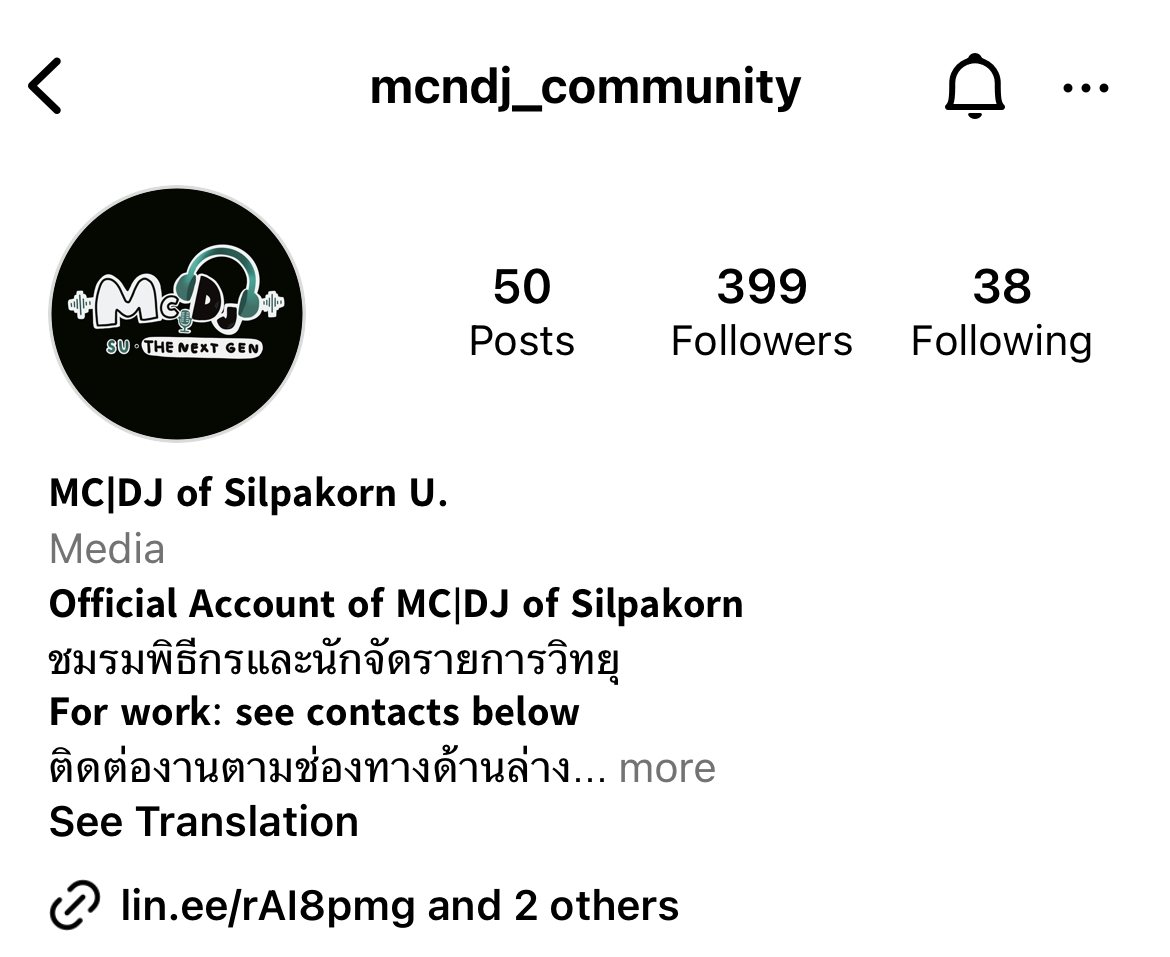 mcndj_community
McDJ
SU • THE NEXT GEN
50 399 38
Posts Followers Following
MC|DJ of Silpakorn U.
Media
Official Account of MC|DJ of Silpakorn
ชมรมพิธีกรและนักจัดรายการวิทยุ
For work: see contacts below
ติดต่องานตามช่องทางด้านล่าง... more
See Translation
lin.ee/rAI8pmg and 2 others